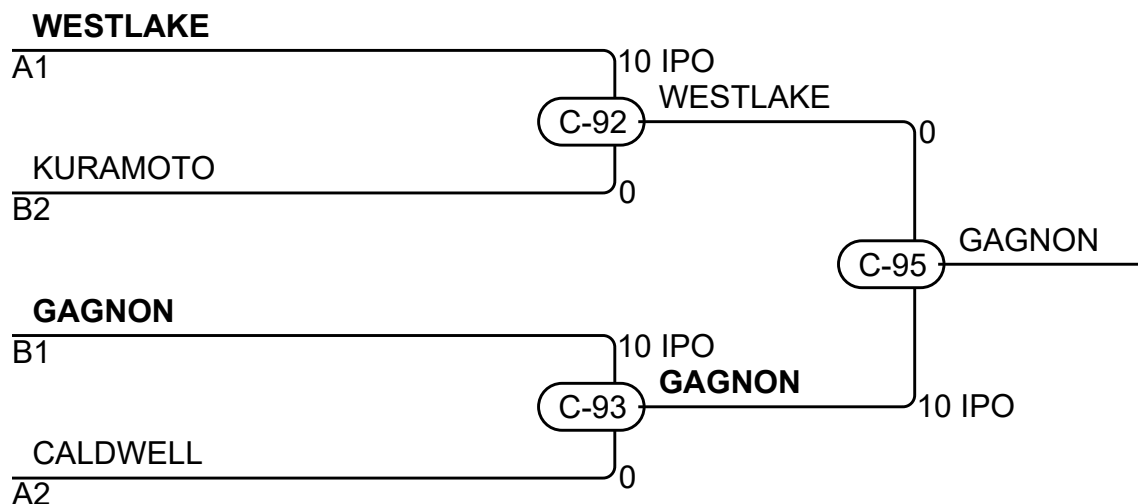 WESTLAKE
A1
10 IPO
C-92
WESTLAKE
0
KURAMOTO
B2
0
C-95
GAGNON
GAGNON
B1
10 IPO
C-93
GAGNON
10 IPO
CALDWELL
A2
0